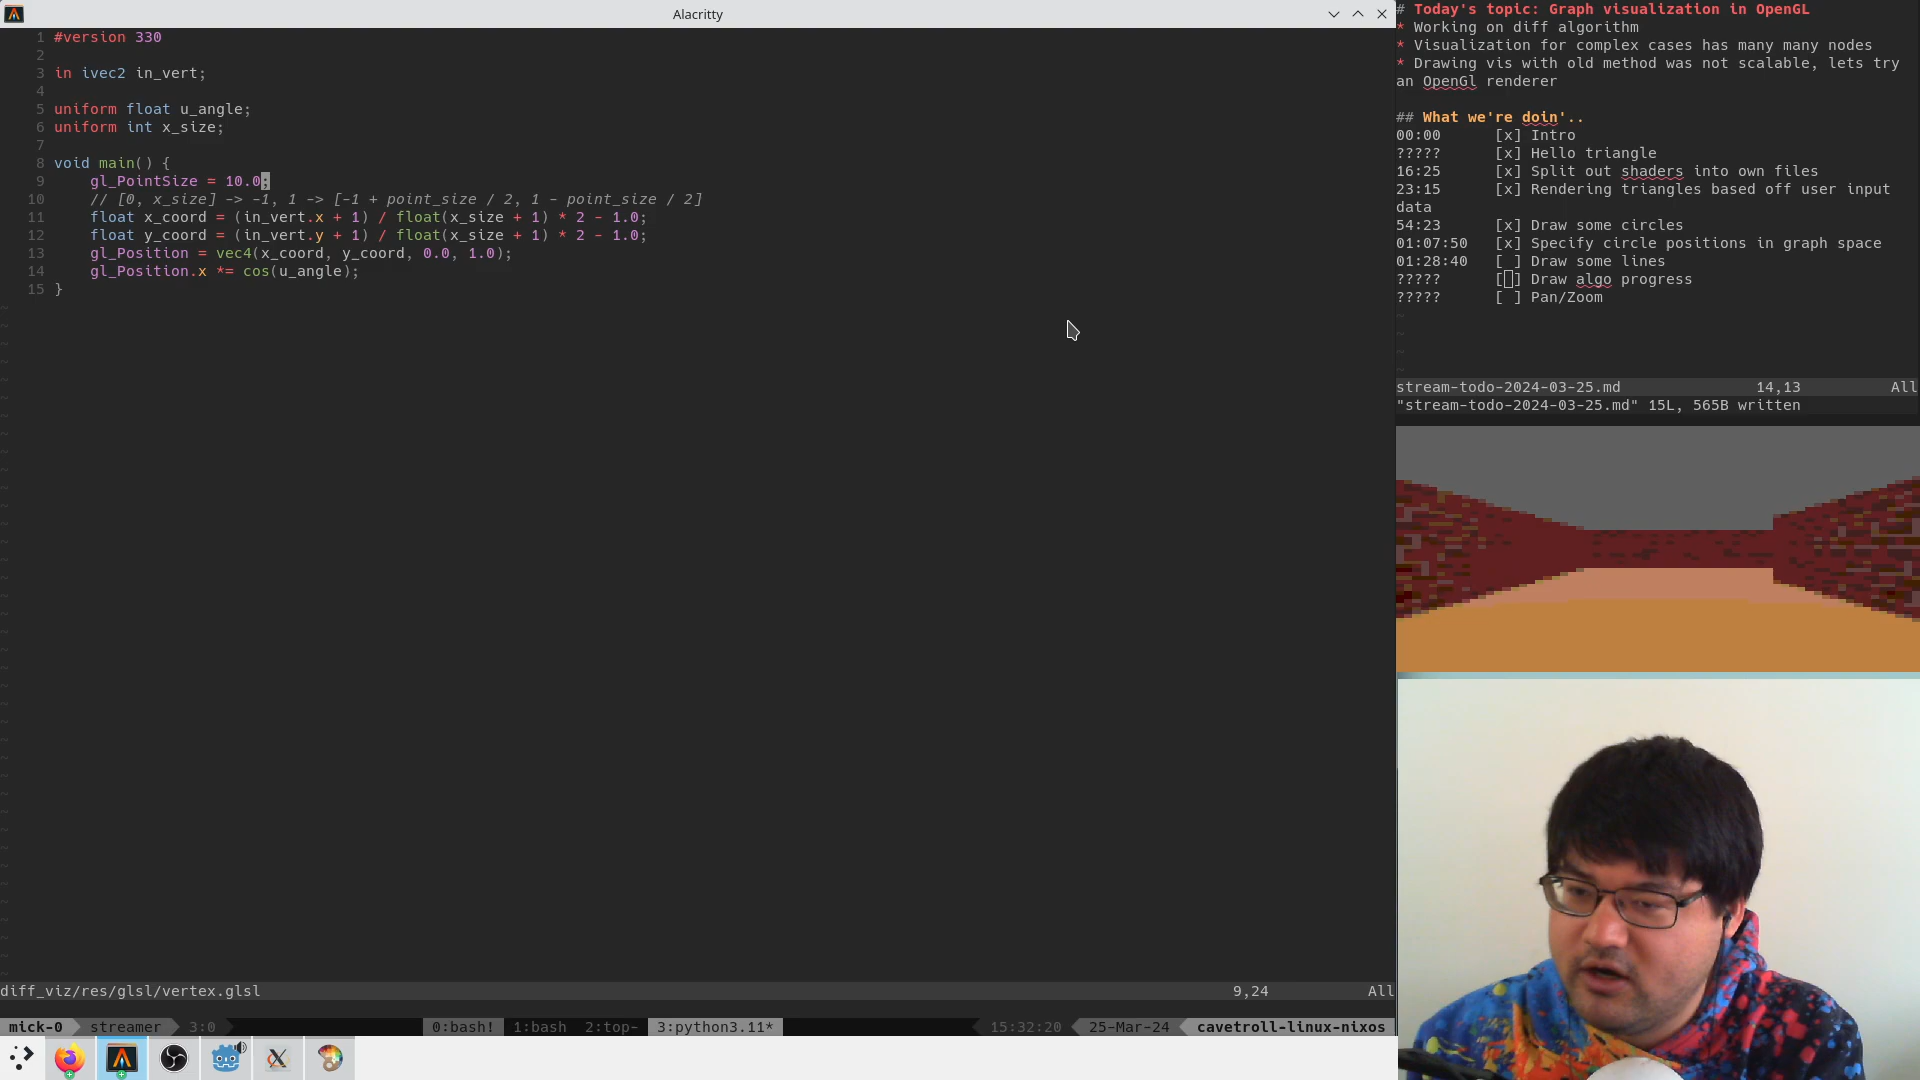 Alacritty
1 #version 330
2
3 in ivec2 in_vert;
4
5 uniform float u_angle;
6 uniform int x_size;
7
8 void main() {
9     gl_PointSize = 10.0;
10     // [0, x_size] -> -1, 1 -> [-1 + point_size / 2, 1 - point_size / 2]
11     float x_coord = (in_vert.x + 1) / float(x_size + 1) * 2 - 1.0;
12     float y_coord = (in_vert.y + 1) / float(x_size + 1) * 2 - 1.0;
13     gl_Position = vec4(x_coord, y_coord, 0.0, 1.0);
14     gl_Position.x *= cos(u_angle);
15 }
diff_viz/res/glsl/vertex.glsl 9,24 All
mick-0 streamer 3:0 0:bash! 1:bash 2:top- 3:python3.11* 15:32:20 25-Mar-24 cavetroll-linux-nixos
# Today's topic: Graph visualization in OpenGL
* Working on diff algorithm
* Visualization for complex cases has many many nodes
* Drawing vis with old method was not scalable, lets try
an OpenGl renderer
## What we're doin'..
00:00 [x] Intro
????? [x] Hello triangle
16:25 [x] Split out shaders into own files
23:15 [x] Rendering triangles based off user input
data
54:23 [x] Draw some circles
01:07:50 [x] Specify circle positions in graph space
01:28:40 [ ] Draw some lines
????? [ ] Draw algo progress
????? [ ] Pan/Zoom
stream-todo-2024-03-25.md 14,13 All
"stream-todo-2024-03-25.md" 15L, 565B written